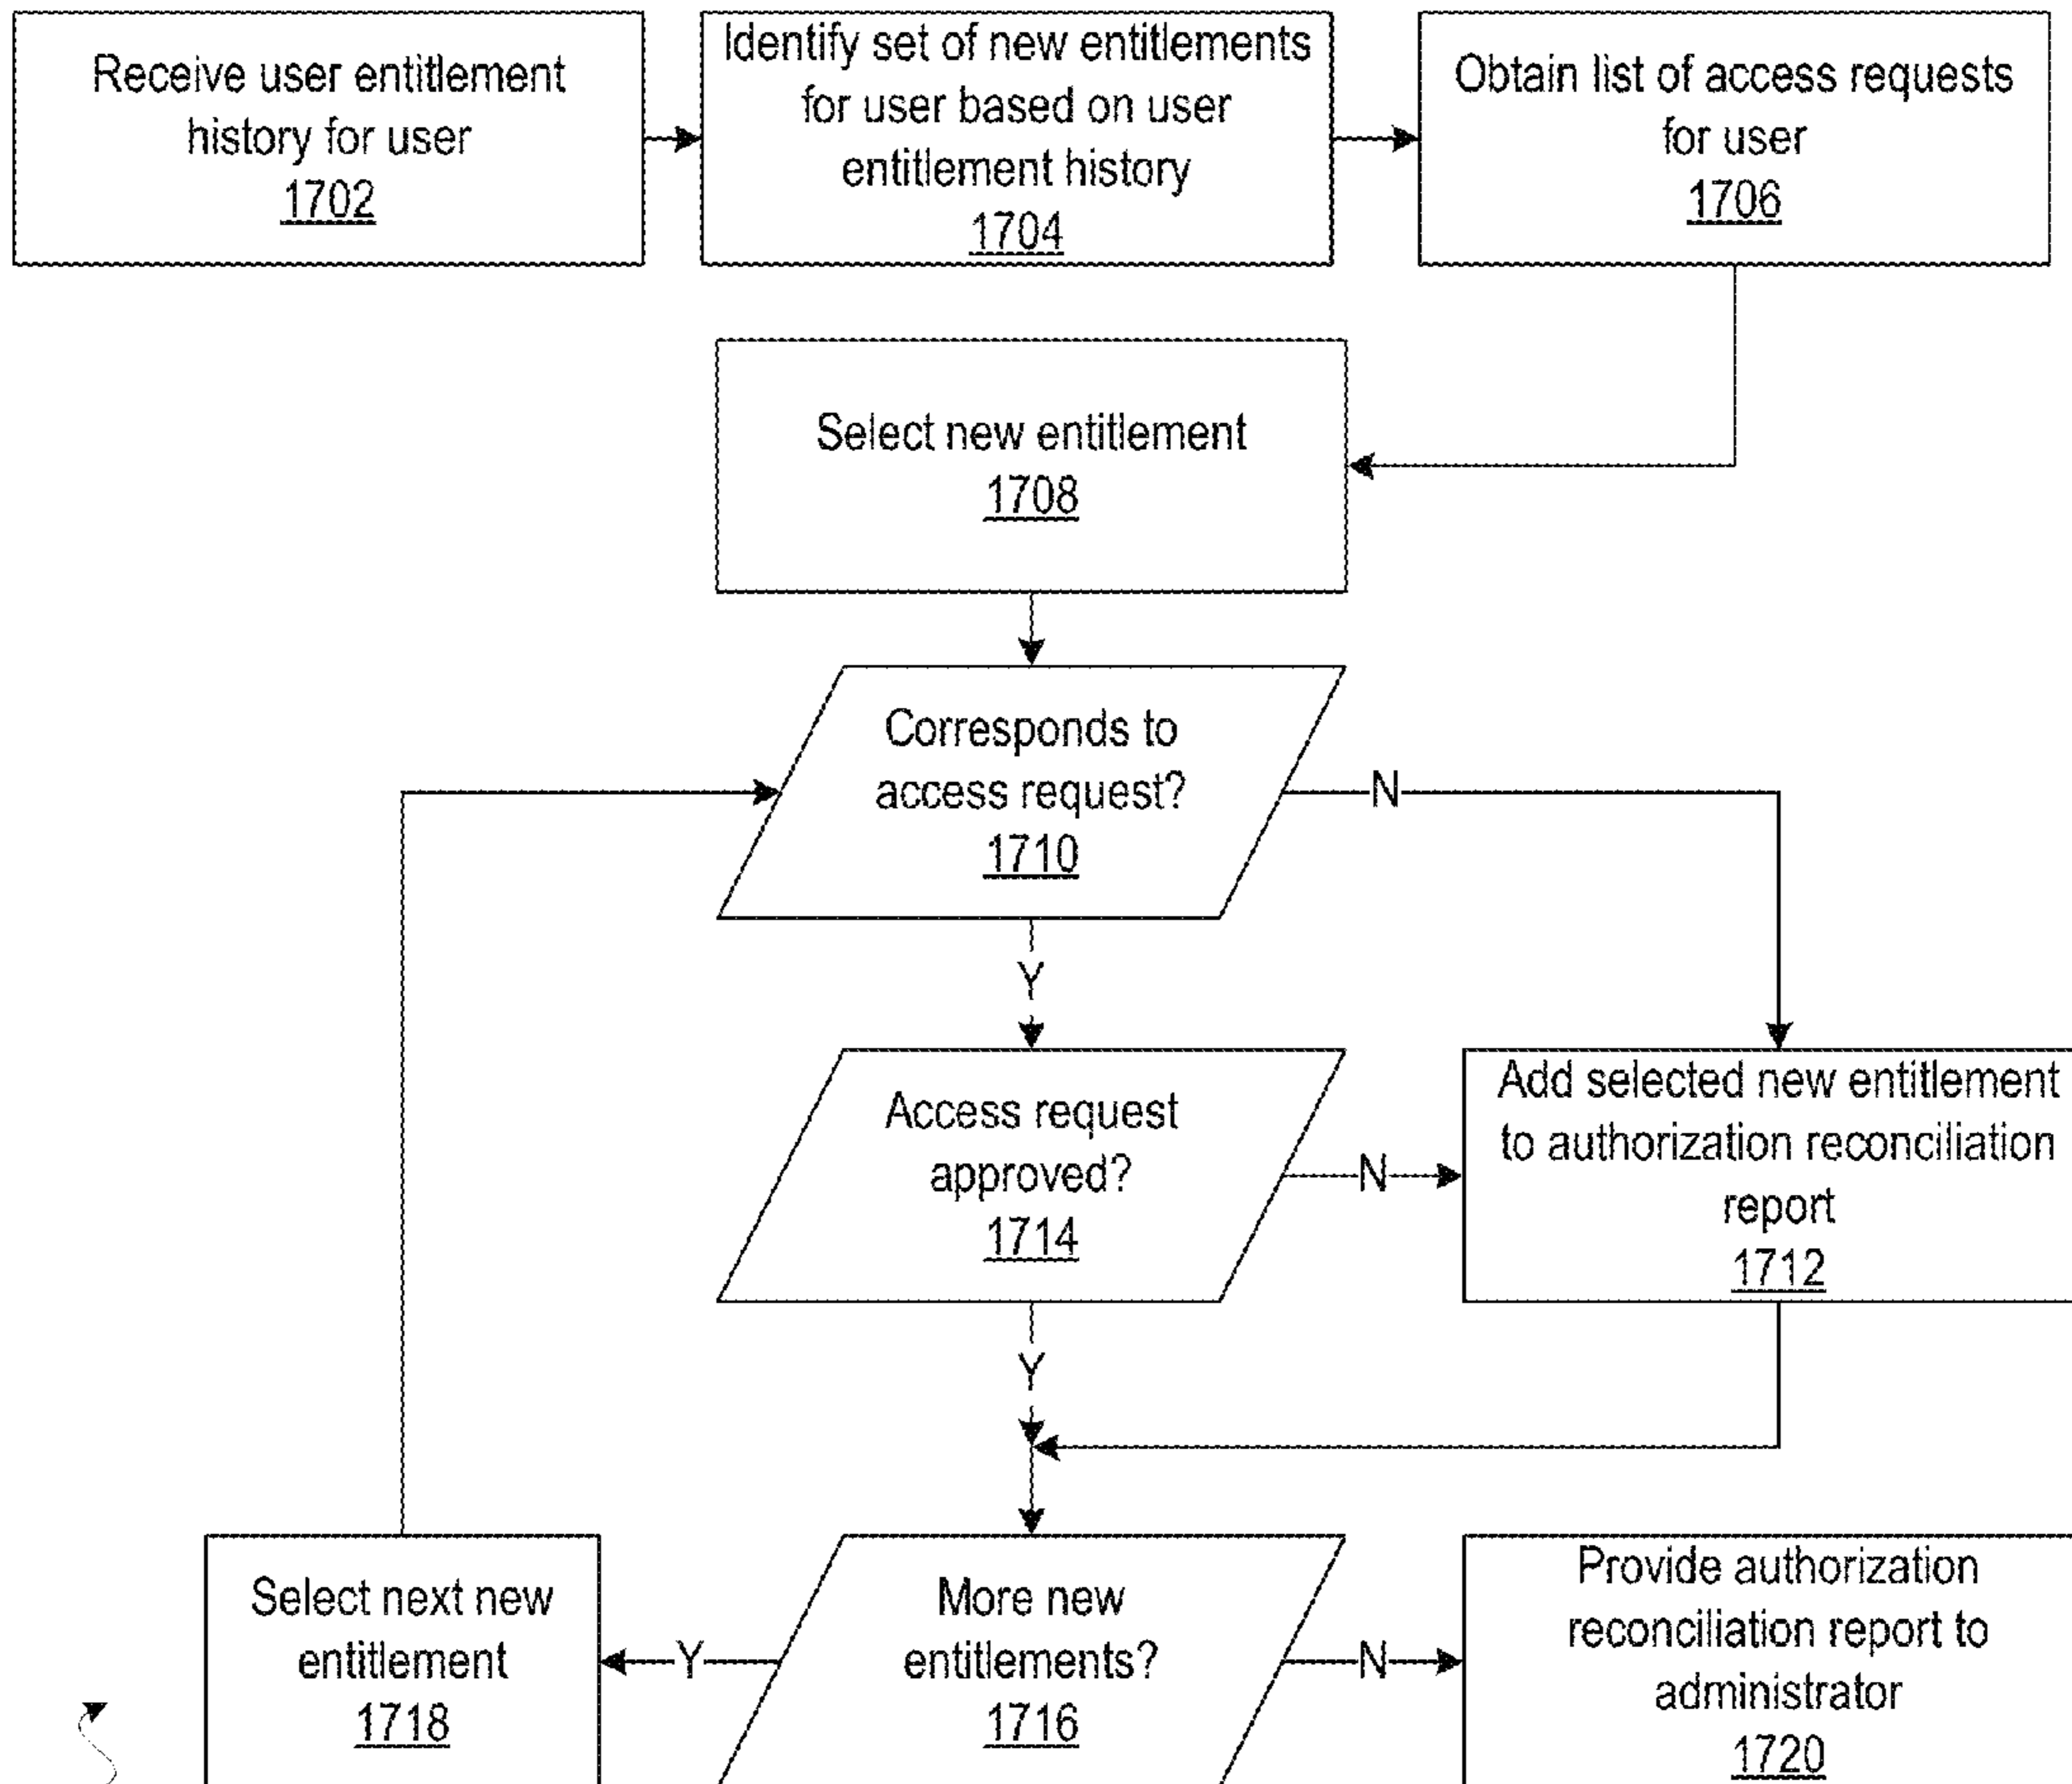 Receive user entitlement
history for user
1702
Identify set of new entitlements
for user based on user
entitlement history
1704
Obtain list of access requests
for user
1706
Select new entitlement
1708
Corresponds to
access request?
1710
N
Y
Access request
approved?
1714
N
Add selected new entitlement
to authorization reconciliation
report
1712
Y
Select next new
entitlement
1718
Y
More new
entitlements?
1716
N
Provide authorization
reconciliation report to
administrator
1720